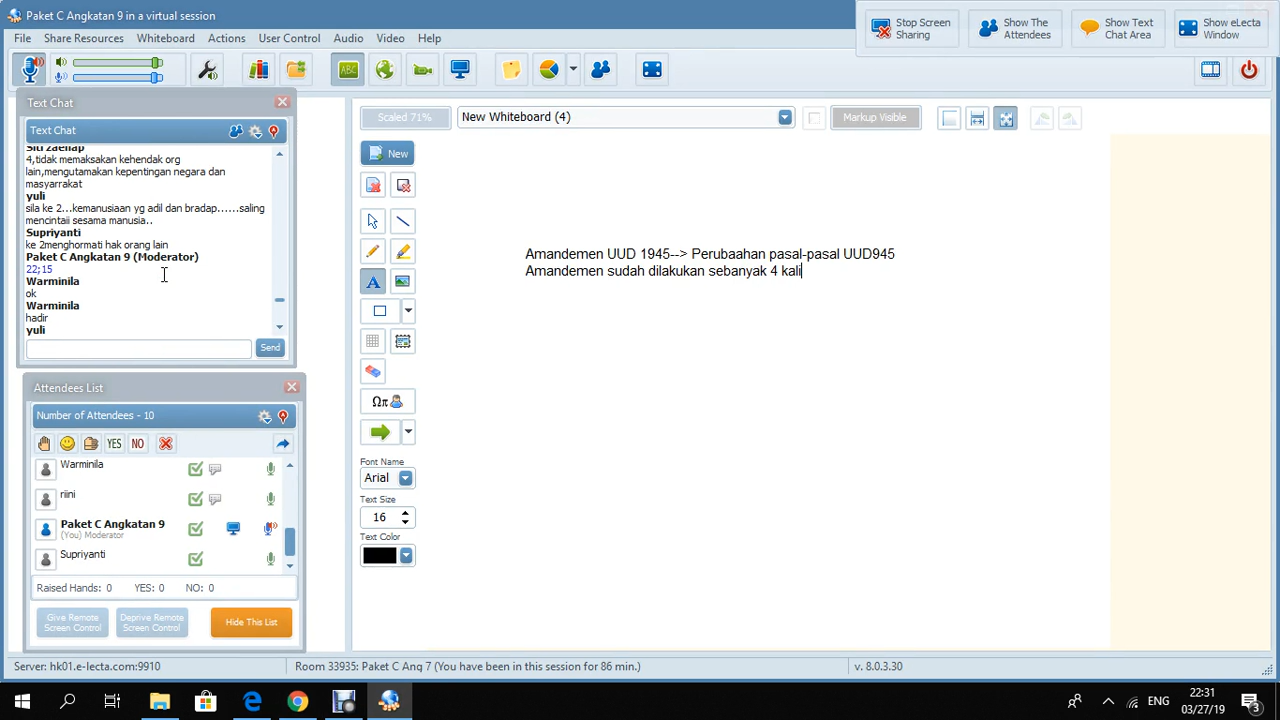 Paket C Angkatan 9 in a virtual session
Stop Screen Sharing
Show The Attendees
Show Text Chat Area
Show eLecta Window
File Share Resources Whiteboard Actions User Control Audio Video Help
ABC
Text Chat
Text Chat
Siti zaenap
4,tidak memaksakan kehendak org
lain,mengutamakan kepentingan negara dan
masyarrakat
yuli
sila ke 2...kemanusiaan yg adil dan bradap......saling
mencintaii sesama manusia..
Supriyanti
ke 2menghormati hak orang lain
Paket C Angkatan 9 (Moderator)
22;15
Warminila
ok
Warminila
hadir
yuli
Send
Attendees List
Number of Attendees - 10
YES NO
Warminila
riini
Paket C Angkatan 9
(You) Moderator
Supriyanti
Raised Hands: 0 YES: 0 NO: 0
Give Remote Screen Control
Deprive Remote Screen Control
Hide This List
Scaled 71%
New Whiteboard (4)
Markup Visible
New
A
Ωπ
Font Name
Arial
Text Size
16
Text Color
Amandemen UUD 1945--> Perubaahan pasal-pasal UUD945
Amandemen sudah dilakukan sebanyak 4 kali
Server: hk01.e-lecta.com:9910
Room 33935: Paket C Ang 7 (You have been in this session for 86 min.)
v. 8.0.3.30
ENG
22:31
03/27/19
3